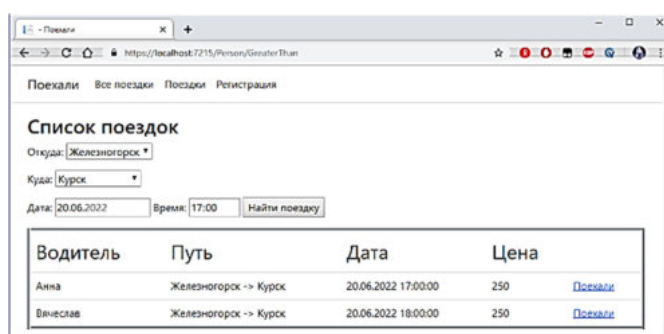 - Поехали
https://localhost:7215/Person/GreaterThan
Поехали Все поездки Поездки Регистрация
Список поездок
Откуда: Железногорск
Куда: Курск
Дата: 20.06.2022 Время: 17:00 Найти поездку
Водитель Путь Дата Цена
Анна Железногорск -> Курск 20.06.2022 17:00:00 250 Поехали
Вячеслав Железногорск -> Курск 20.06.2022 18:00:00 250 Поехали